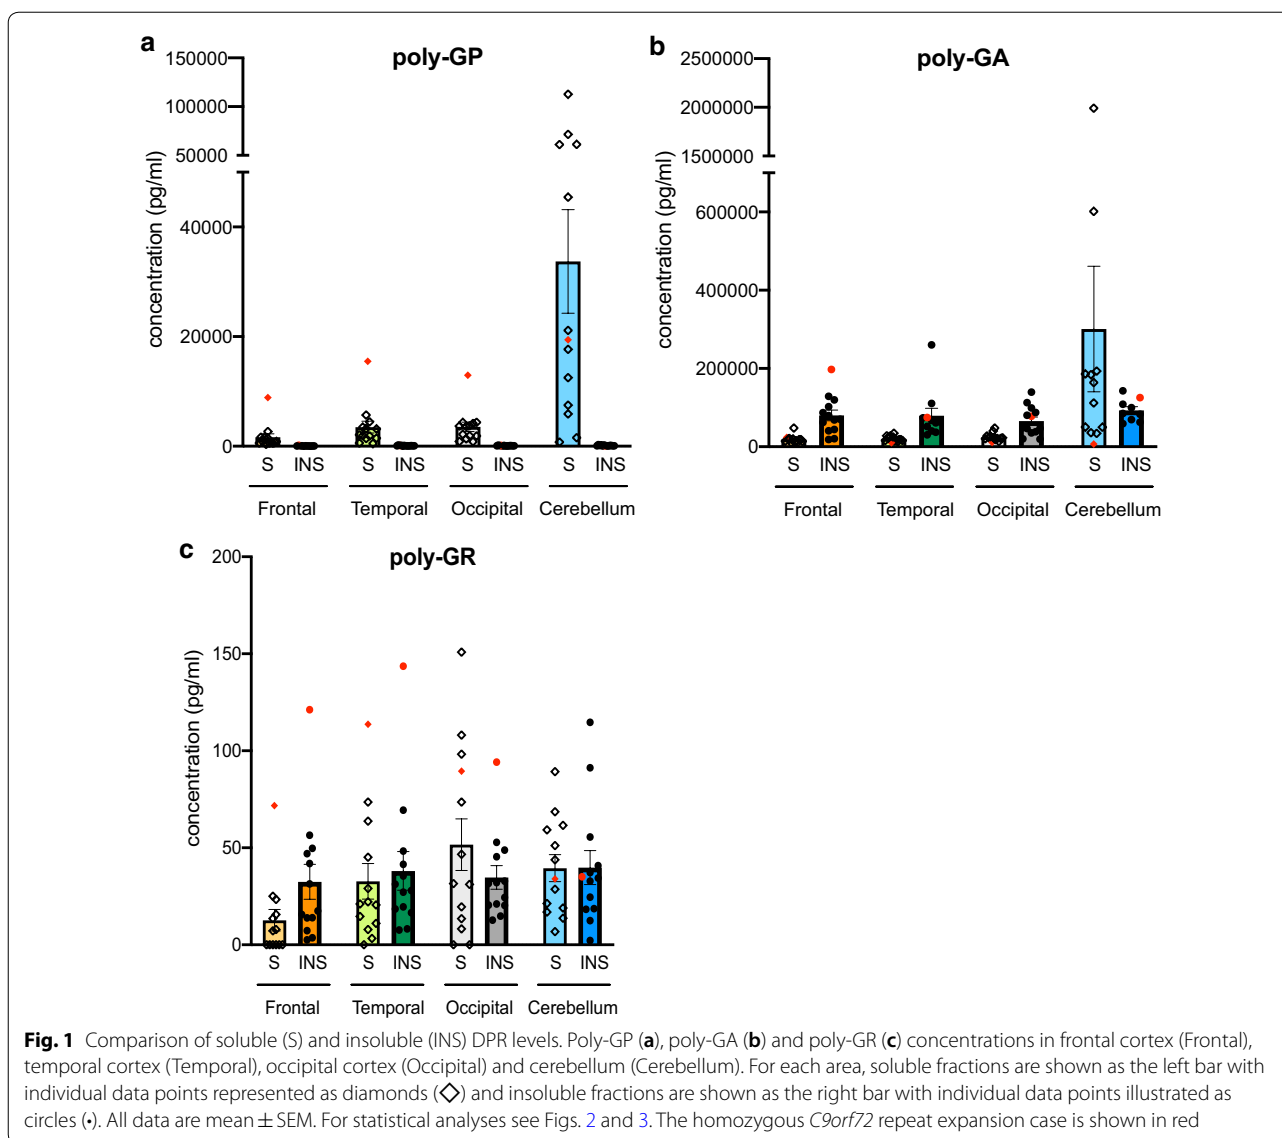 a
poly-GP
concentration (pg/ml)
150000
100000
50000
40000
20000
0
S INS S INS S INS S INS
Frontal Temporal Occipital Cerebellum
b
poly-GA
concentration (pg/ml)
2500000
2000000
1500000
600000
400000
200000
0
S INS S INS S INS S INS
Frontal Temporal Occipital Cerebellum
c
poly-GR
concentration (pg/ml)
200
150
100
50
0
S INS S INS S INS S INS
Frontal Temporal Occipital Cerebellum
Fig. 1 Comparison of soluble (S) and insoluble (INS) DPR levels. Poly-GP (a), poly-GA (b) and poly-GR (c) concentrations in frontal cortex (Frontal),
temporal cortex (Temporal), occipital cortex (Occipital) and cerebellum (Cerebellum). For each area, soluble fractions are shown as the left bar with
individual data points represented as diamonds (◇) and insoluble fractions are shown as the right bar with individual data points illustrated as
circles (•). All data are mean ± SEM. For statistical analyses see Figs. 2 and 3. The homozygous C9orf72 repeat expansion case is shown in red